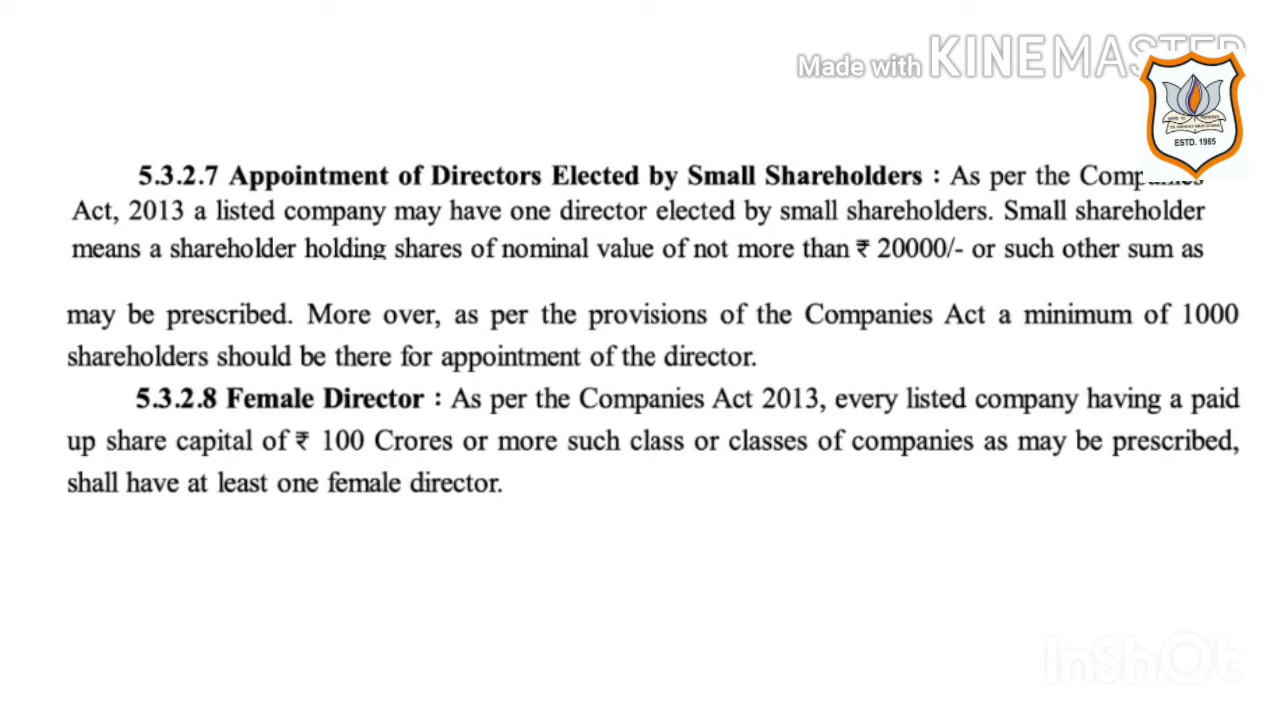 Made with KINEMASTER
ESTD. 1985
5.3.2.7 Appointment of Directors Elected by Small Shareholders : As per the Companies
Act, 2013 a listed company may have one director elected by small shareholders. Small shareholder
means a shareholder holding shares of nominal value of not more than ₹ 20000/- or such other sum as
may be prescribed. More over, as per the provisions of the Companies Act a minimum of 1000
shareholders should be there for appointment of the director.
5.3.2.8 Female Director : As per the Companies Act 2013, every listed company having a paid
up share capital of ₹ 100 Crores or more such class or classes of companies as may be prescribed,
shall have at least one female director.
InShOt